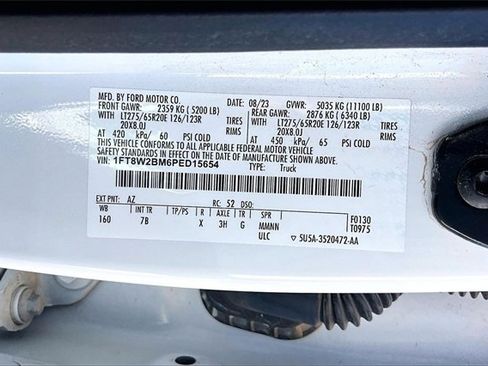 MFD. BY FORD MOTOR CO.
08/23 GVWR: 5035 KG (11100 LB)
FRONT GAWR: 2359 KG ( 5200 LB) REAR GAWR: 2876 KG ( 6340 LB)
WITH LT275/65R20E 126/123R TIRES WITH LT275/65R20E 126/123R TIRES
20X8.0J RIMS 20X8.0J RIMS
AT 420 kPa/ 60 PSI COLD AT 450 kPa/ 65 PSI COLD
THIS VEHICLE CONFORMS TO ALL APPLICABLE FEDERAL MOTOR VEHICLE
SAFETY STANDARDS IN EFFECT ON THE DATE OF MANUFACTURE SHOWN ABOVE.
VIN: 1FT8W2BM6PED15654 TYPE: Truck
EXT PNT: AZ RC: 52 DSO:
WB INT TR TP/PS R AXLE TR SPR F0130
160 7B X 3H G MMNN T0975
ULC 5U5A-3520472-AA